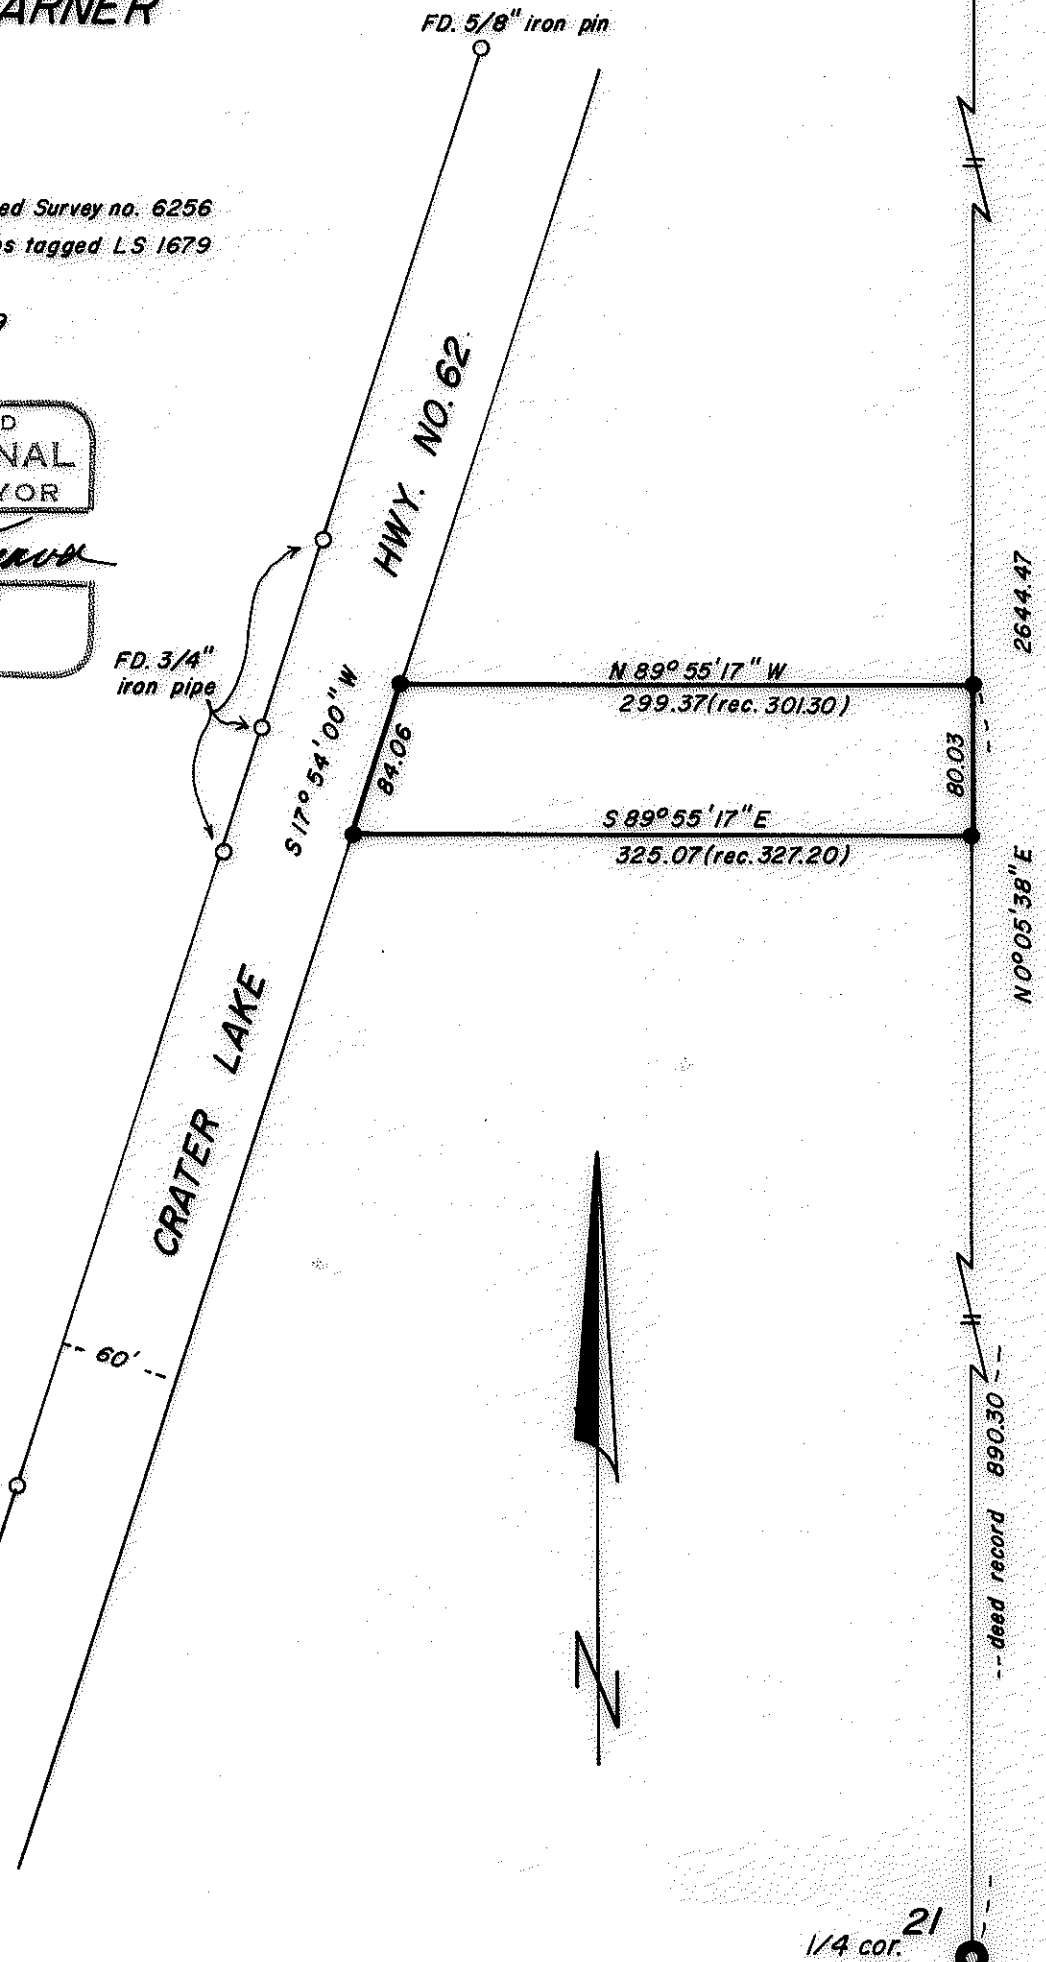 ARNER
FD. 5/8" iron pin
ed Survey no. 6256
s tagged LS 1679
9
D
NAL
YOR
HWY. NO. 62
2644.47
FD. 3/4"
iron pipe
N 89° 55' 17" W
299.37 (rec. 301.30)
S 17° 54' 00" W
84.06
80.03
S 89° 55' 17" E
325.07 (rec. 327.20)
N 0° 05' 38" E
CRATER LAKE
60'
deed record 890.30
N
21
1/4 cor.